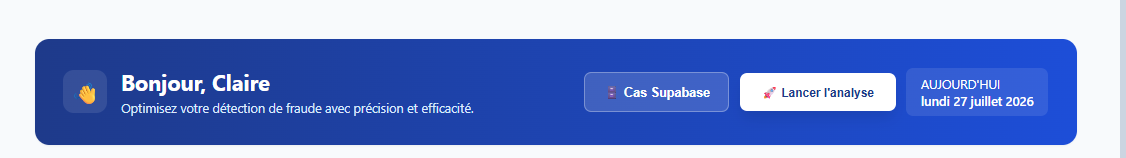 Bonjour, Claire
Optimisez votre détection de fraude avec précision et efficacité.
Cas Supabase
Lancer l'analyse
AUJOURD'HUI
lundi 27 juillet 2026